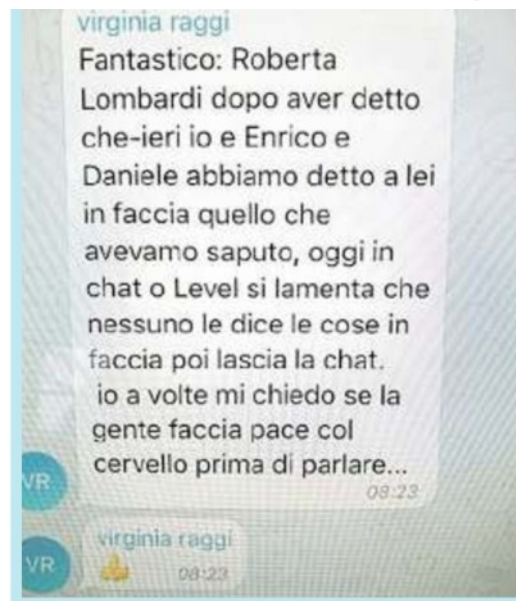 virginia raggi
Fantastico: Roberta
Lombardi dopo aver detto
che-ieri io e Enrico e
Daniele abbiamo detto a lei
in faccia quello che
avevamo saputo, oggi in
chat o Level si lamenta che
nessuno le dice le cose in
faccia poi lascia la chat.
io a volte mi chiedo se la
gente faccia pace col
cervello prima di parlare...
VR
08:23
virginia raggi
VR
👍 08:23